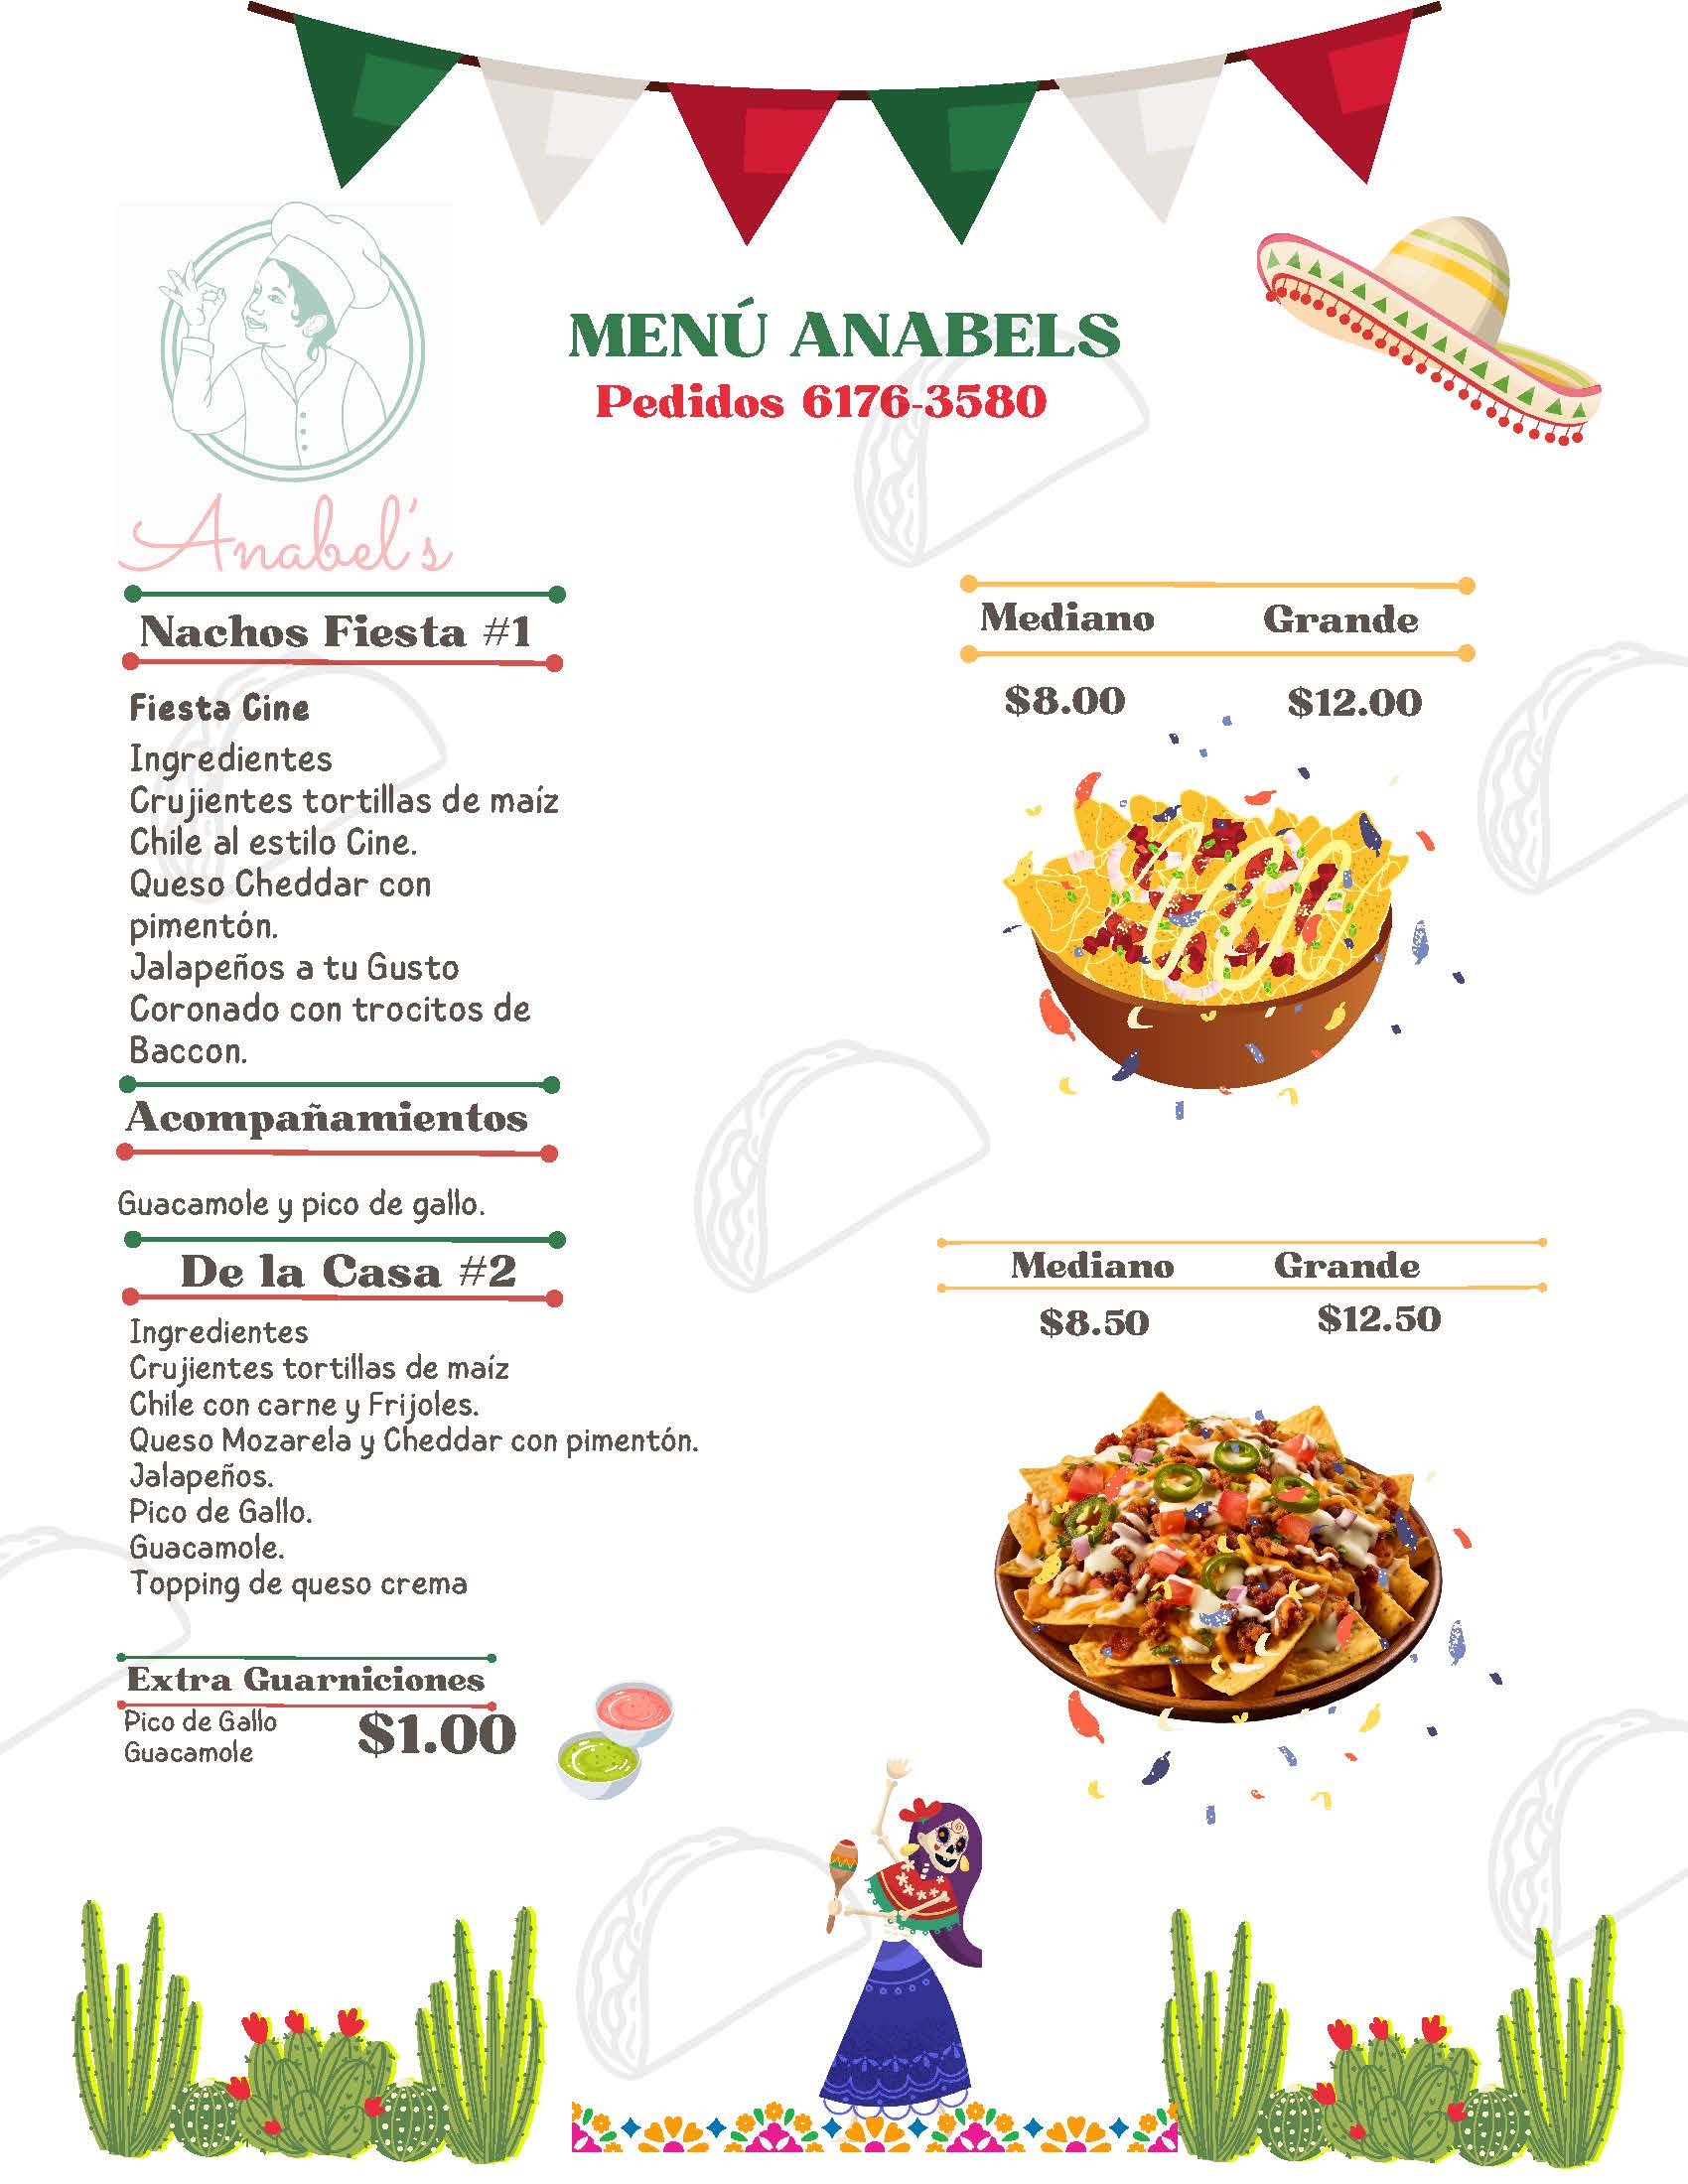 MENÚ ANABELS
Pedidos 6176-3580
Anabel's
Nachos Fiesta #1
Mediano Grande
$8.00 $12.00
Fiesta Cine
Ingredientes
Crujientes tortillas de maíz
Chile al estilo Cine.
Queso Cheddar con
pimentón.
Jalapeños a tu Gusto
Coronado con trocitos de
Baccon.
Acompañamientos
Guacamole y pico de gallo.
De la Casa #2
Mediano Grande
$8.50 $12.50
Ingredientes
Crujientes tortillas de maíz
Chile con carne y Frijoles.
Queso Mozarela y Cheddar con pimentón.
Jalapeños.
Pico de Gallo.
Guacamole.
Topping de queso crema
Extra Guarniciones
Pico de Gallo
Guacamole
$1.00